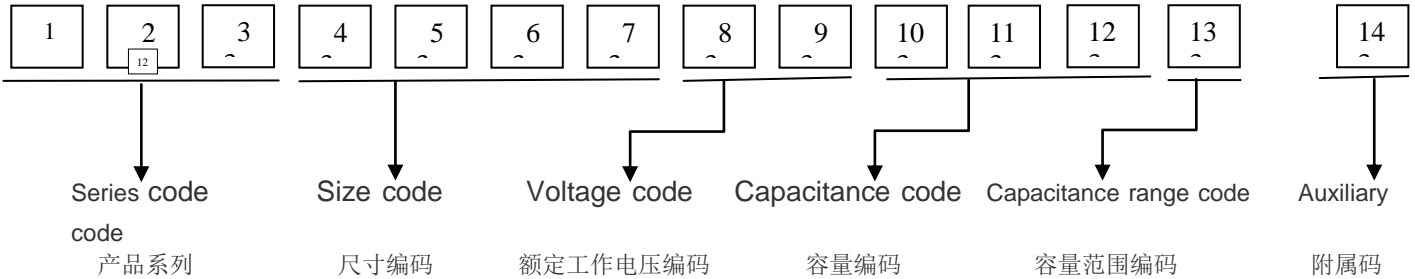 1 2 3 4 5 6 7 8 9 10 11 12 13 14
12
Series code Size code Voltage code Capacitance code Capacitance range code Auxiliary
code
产品系列 尺寸编码 额定工作电压编码 容量编码 容量范围编码 附属码